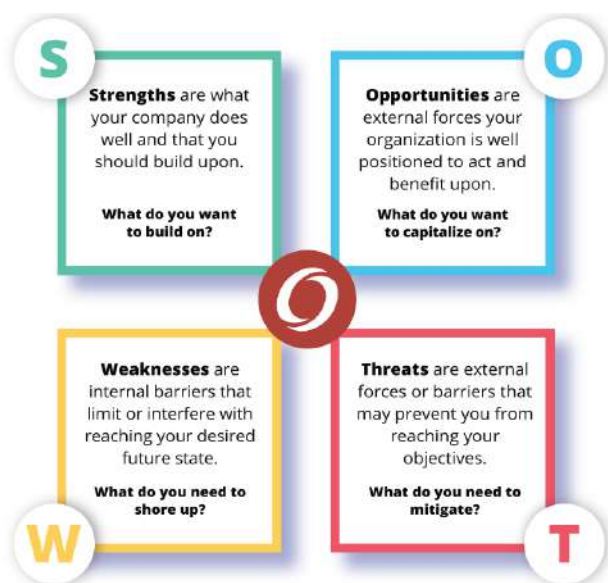 S
Strengths are what
your company does
well and that you
should build upon.
What do you want
to build on?
O
Opportunities are
external forces your
organization is well
positioned to act and
benefit upon.
What do you want
to capitalize on?
Weaknesses are
internal barriers that
limit or interfere with
reaching your desired
future state.
What do you need to
shore up?
W
Threats are external
forces or barriers that
may prevent you from
reaching your
objectives.
What do you need to
mitigate?
T